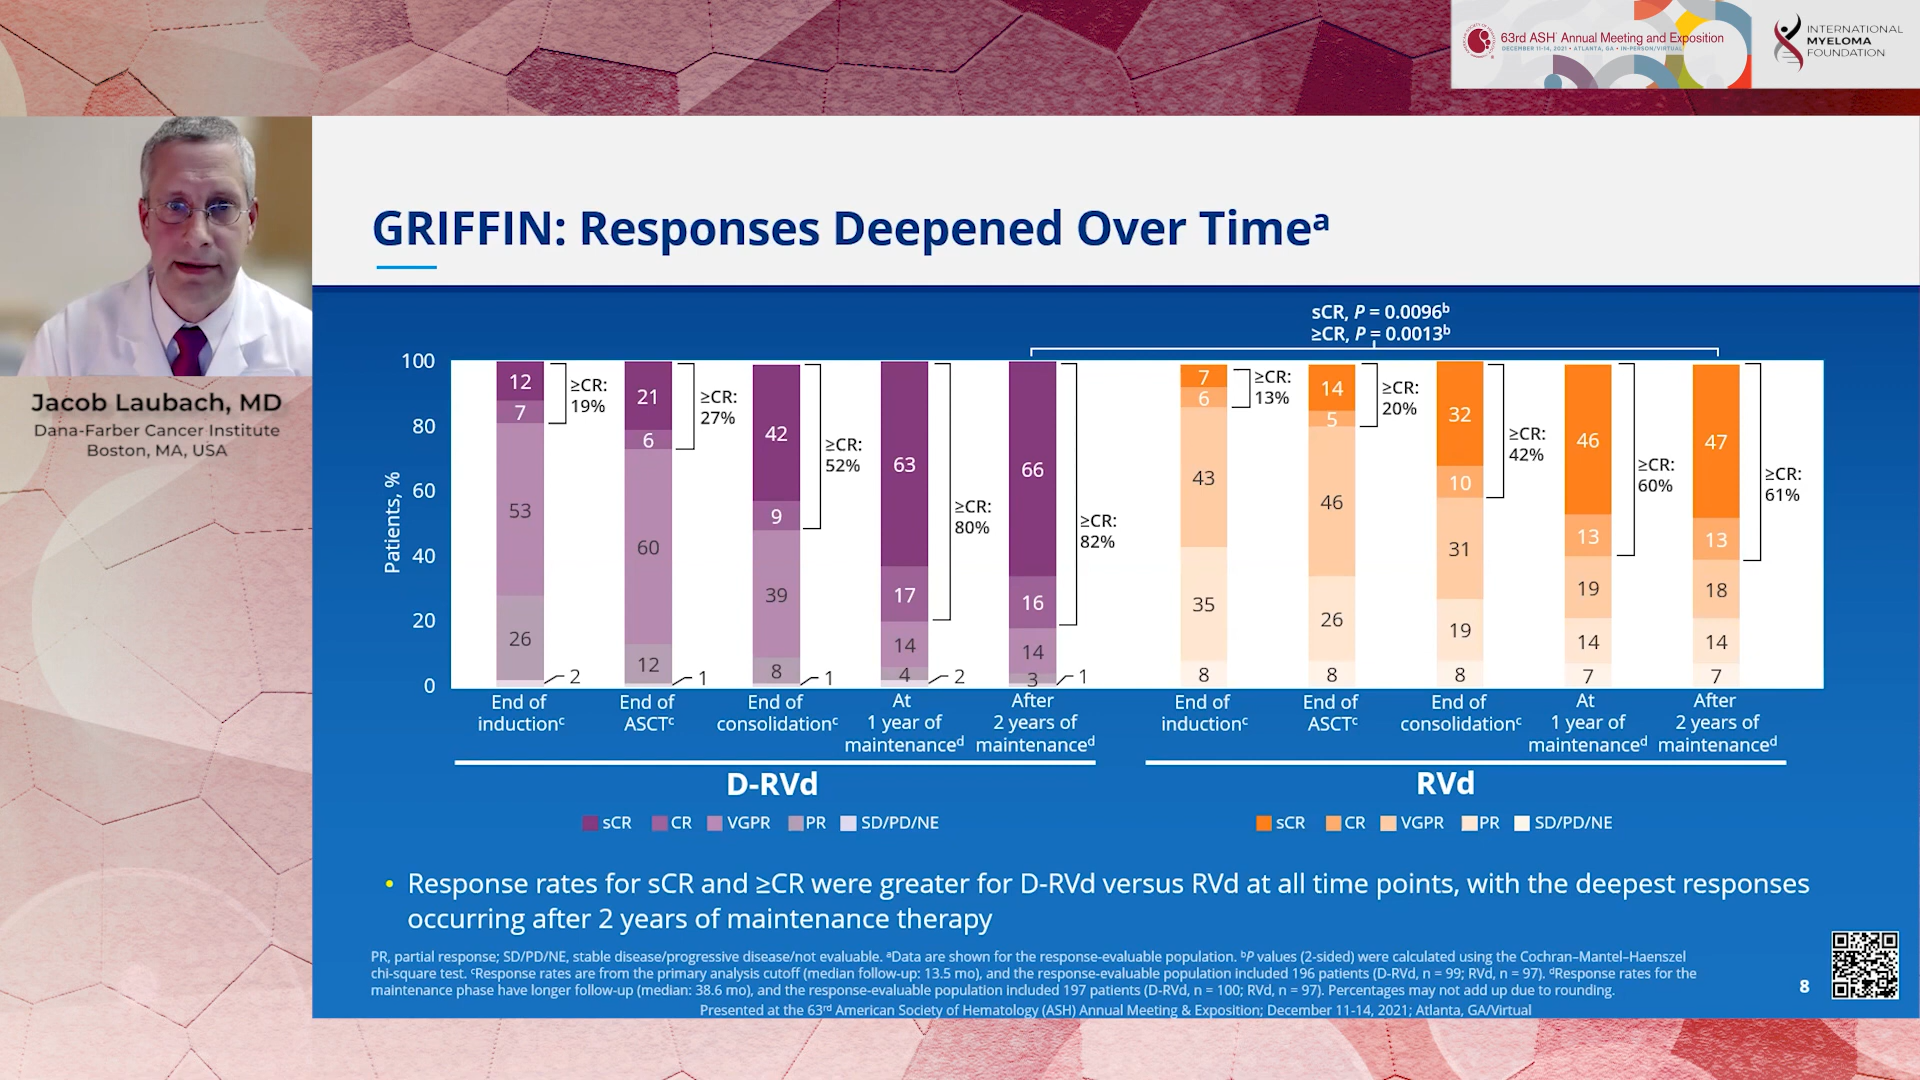 63rd ASH® Annual Meeting and Exposition
DECEMBER 11-14, 2021 • ATLANTA, GA • IN-PERSON/VIRTUAL
INTERNATIONAL
MYELOMA
FOUNDATION
Jacob Laubach, MD
Dana-Farber Cancer Institute
Boston, MA, USA
GRIFFIN: Responses Deepened Over Timeᵃ
sCR, P = 0.0096ᵇ
≥CR, P = 0.0013ᵇ
Patients, %
100
80
60
40
20
0
12
7
53
26
2
≥CR:
19%
21
6
60
12
1
≥CR:
27%
42
9
39
8
1
≥CR:
52%
63
17
14
4
2
≥CR:
80%
66
16
14
3
1
≥CR:
82%
7
6
43
35
8
≥CR:
13%
14
5
46
26
8
≥CR:
20%
32
10
31
19
8
≥CR:
42%
46
13
19
14
7
≥CR:
60%
47
13
18
14
7
≥CR:
61%
End of
inductionᶜ
End of
ASCTᶜ
End of
consolidationᶜ
At
1 year of
maintenanceᵈ
After
2 years of
maintenanceᵈ
End of
inductionᶜ
End of
ASCTᶜ
End of
consolidationᶜ
At
1 year of
maintenanceᵈ
After
2 years of
maintenanceᵈ
D-RVd
RVd
sCR CR VGPR PR SD/PD/NE
sCR CR VGPR PR SD/PD/NE
• Response rates for sCR and ≥CR were greater for D-RVd versus RVd at all time points, with the deepest responses
occurring after 2 years of maintenance therapy
PR, partial response; SD/PD/NE, stable disease/progressive disease/not evaluable. ᵃData are shown for the response-evaluable population. ᵇP values (2-sided) were calculated using the Cochran–Mantel–Haenszel
chi-square test. ᶜResponse rates are from the primary analysis cutoff (median follow-up: 13.5 mo), and the response-evaluable population included 196 patients (D-RVd, n = 99; RVd, n = 97). ᵈResponse rates for the
maintenance phase have longer follow-up (median: 38.6 mo), and the response-evaluable population included 197 patients (D-RVd, n = 100; RVd, n = 97). Percentages may not add up due to rounding.
8
Presented at the 63ʳᵈ American Society of Hematology (ASH) Annual Meeting & Exposition; December 11-14, 2021; Atlanta, GA/Virtual